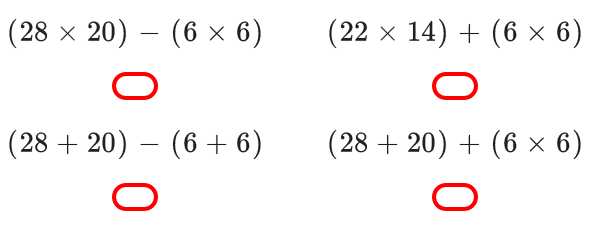 (28 × 20) − (6 × 6)
(22 × 14) + (6 × 6)
(28 + 20) − (6 + 6)
(28 + 20) + (6 × 6)